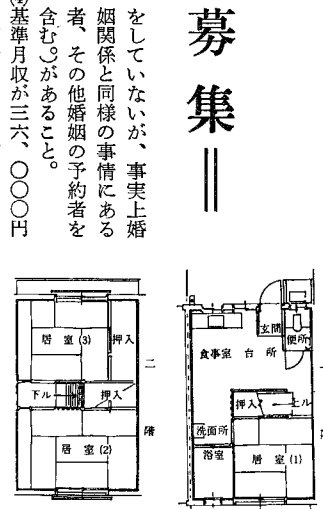 募集＝
をしていないが、事実上婚
姻関係と同様の事情にある
者、その他婚姻の予約者を
含む。）があること。
基準月収が三六、〇〇〇円
玄関
便所
食事室 台所
押入
上ル
洗面所
浴室
居室(1)
二階
居室(3)
押入
下ル
押入
居室(2)